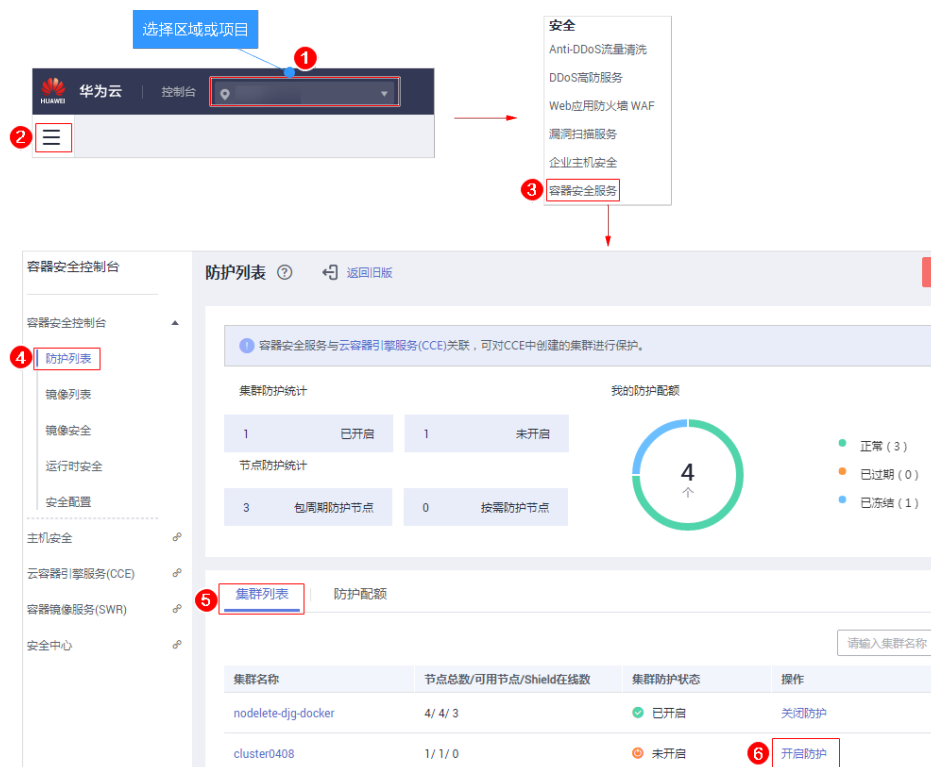 选择区域或项目
1
HUAWEI
华为云
控制台
2
安全
Anti-DDoS流量清洗
DDoS高防服务
Web应用防火墙 WAF
漏洞扫描服务
企业主机安全
3
容器安全服务
容器安全控制台
防护列表
?
返回旧版
容器安全控制台
4
防护列表
镜像列表
镜像安全
运行时安全
安全配置
主机安全
云容器引擎服务(CCE)
容器镜像服务(SWR)
安全中心
容器安全服务与云容器引擎服务(CCE)关联，可对CCE中创建的集群进行保护。
集群防护统计
1 已开启
1 未开启
节点防护统计
3 包周期防护节点
0 按需防护节点
我的防护配额
4
个
正常 ( 3 )
已过期 ( 0 )
已冻结 ( 1 )
5
集群列表
防护配额
请输入集群名称
集群名称 节点总数/可用节点/Shield在线数 集群防护状态 操作
nodelete-djg-docker 4/ 4/ 3 已开启 关闭防护
cluster0408 1/ 1/ 0 未开启 6 开启防护